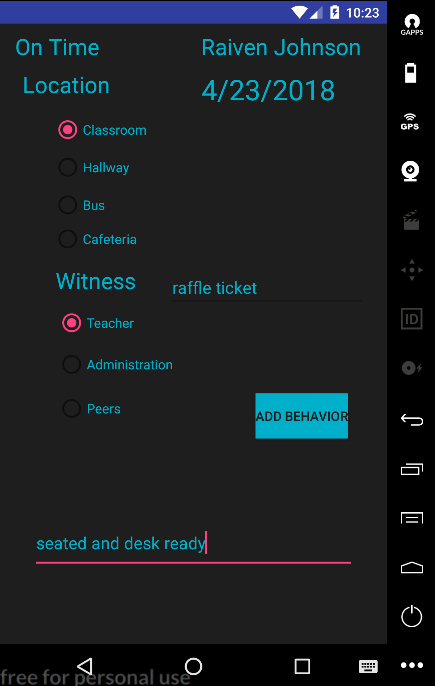 10:23
On Time
Raiven Johnson
Location
4/23/2018
Classroom
Hallway
Bus
Cafeteria
Witness
raffle ticket
Teacher
Administration
Peers
ADD BEHAVIOR
seated and desk ready
free for personal use
GAPPS
GPS
ID